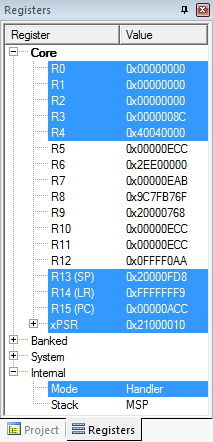 Registers
Register Value
Core
R0 0x00000000
R1 0x00000000
R2 0x00000000
R3 0x0000008C
R4 0x40040000
R5 0x00000ECC
R6 0x2EE00000
R7 0x00000EAB
R8 0x9C7FB76F
R9 0x20000768
R10 0x00000ECC
R11 0x00000ECC
R12 0x0FFFF0AA
R13 (SP) 0x20000FD8
R14 (LR) 0xFFFFFFF9
R15 (PC) 0x00000ACC
xPSR 0x21000010
Banked
System
Internal
Mode Handler
Stack MSP
Project Registers